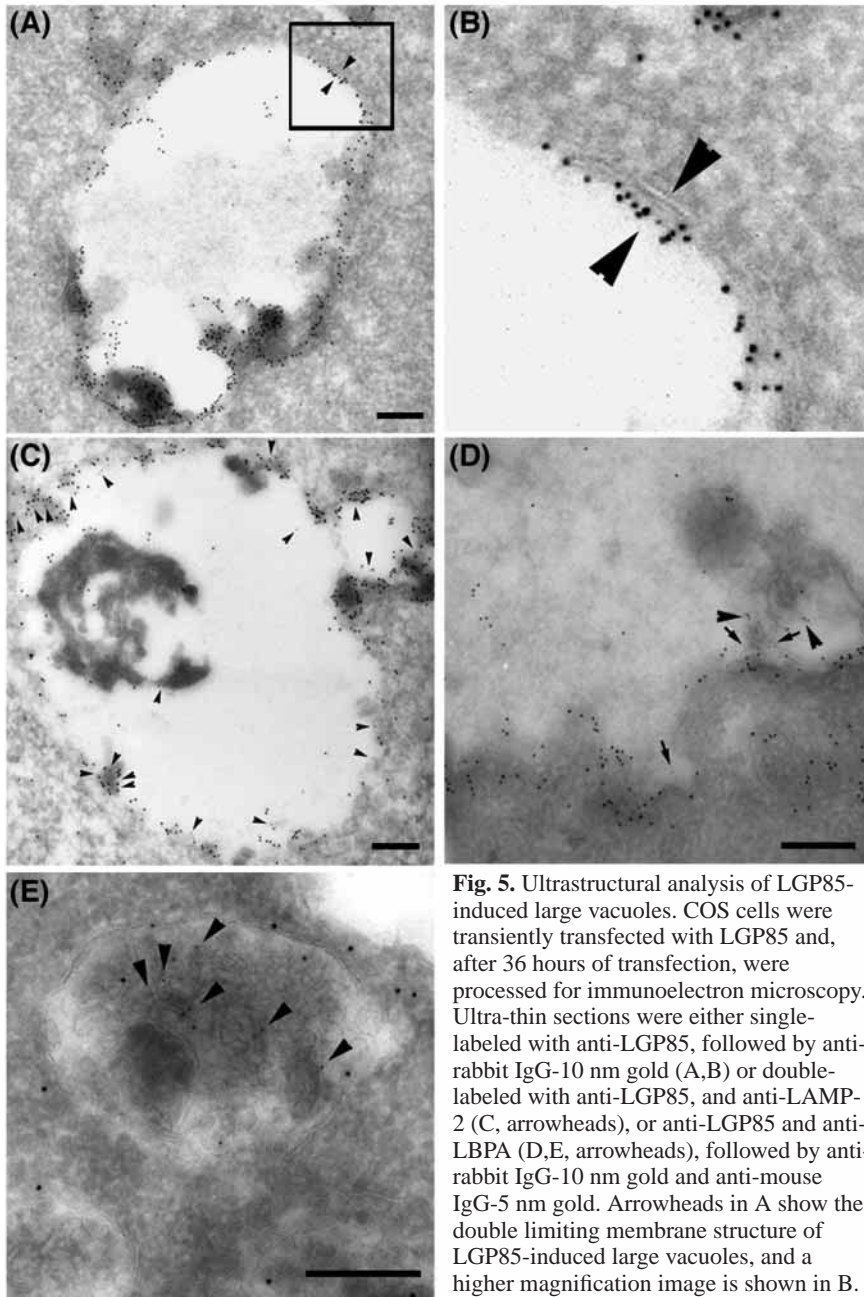 (A)
(B)
(C)
(D)
(E)
Fig. 5. Ultrastructural analysis of LGP85-
induced large vacuoles. COS cells were
transiently transfected with LGP85 and,
after 36 hours of transfection, were
processed for immunoelectron microscopy.
Ultra-thin sections were either single-
labeled with anti-LGP85, followed by anti-
rabbit IgG-10 nm gold (A,B) or double-
labeled with anti-LGP85, and anti-LAMP-
2 (C, arrowheads), or anti-LGP85 and anti-
LBPA (D,E, arrowheads), followed by anti-
rabbit IgG-10 nm gold and anti-mouse
IgG-5 nm gold. Arrowheads in A show the
double limiting membrane structure of
LGP85-induced large vacuoles, and a
higher magnification image is shown in B.